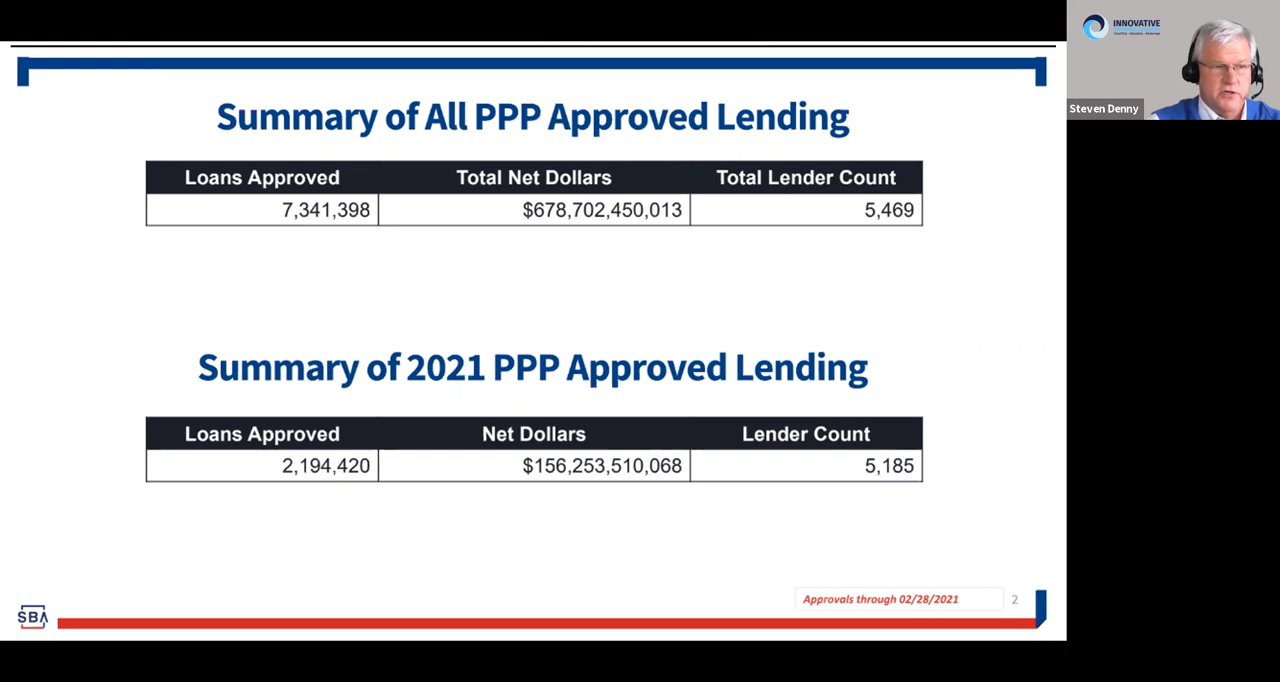 INNOVATIVE
Steven Denny
Summary of All PPP Approved Lending
Loans Approved Total Net Dollars Total Lender Count
7,341,398 $678,702,450,013 5,469
Summary of 2021 PPP Approved Lending
Loans Approved Net Dollars Lender Count
2,194,420 $156,253,510,068 5,185
Approvals through 02/28/2021 2
SBA